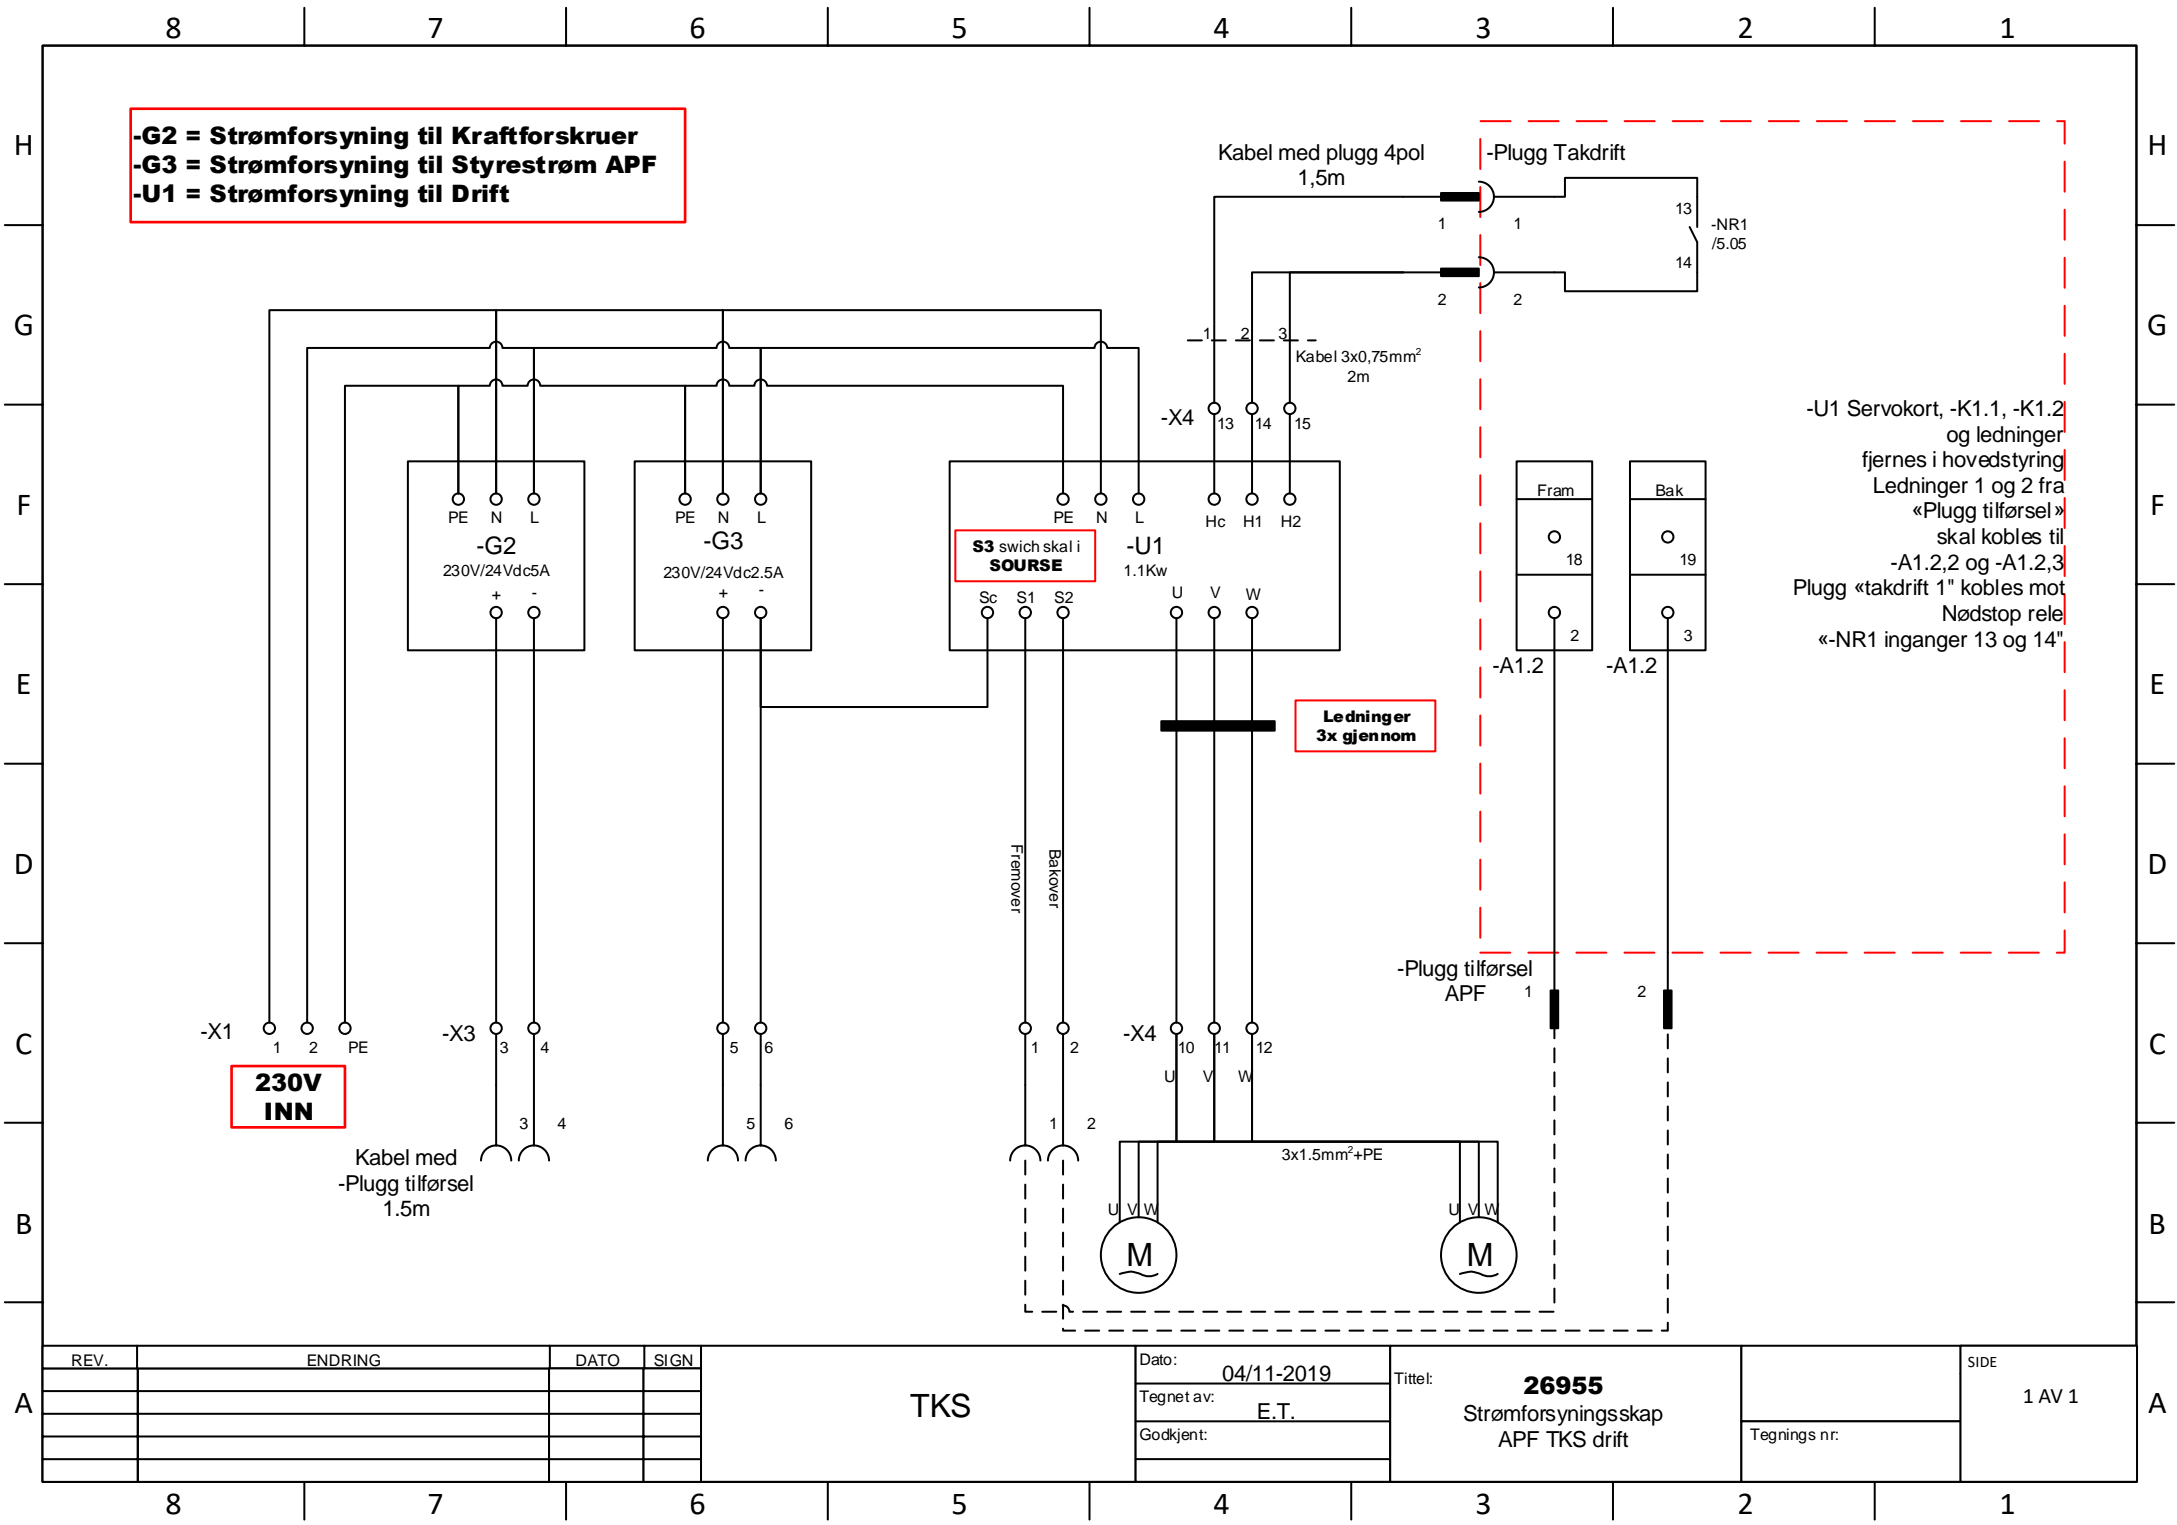 8 7 6 5 4 3 2 1
H H
G G
F F
E E
D D
C C
B B
A A
-G2 = Strømforsyning til Kraftforskruer
-G3 = Strømforsyning til Styrestrøm APF
-U1 = Strømforsyning til Drift
Kabel med plugg 4pol
1,5m
-Plugg Takdrift
1 1
2 2
13
14
-NR1
/5.05
1 2 3
Kabel 3x0,75mm²
2m
-X4 13 14 15
-U1 Servokort, -K1.1, -K1.2
og ledninger
fjernes i hovedstyring
Ledninger 1 og 2 fra
«Plugg tilførsel»
skal kobles til
-A1.2,2 og -A1.2,3
Plugg «takdrift 1" kobles mot
Nødstop rele
«-NR1 inganger 13 og 14"
PE N L
-G2
230V/24Vdc5A
+ -
PE N L
-G3
230V/24Vdc2.5A
+ -
PE N L Hc H1 H2
S3 swich skal i
SOURSE
-U1
1.1Kw
Sc S1 S2 U V W
Fram
18
2
-A1.2
Bak
19
3
-A1.2
Ledninger
3x gjennom
Fremover
Bakover
-Plugg tilførsel
APF
1 2
-X1 1 2 PE
230V
INN
-X3 3 4 5 6 1 2
-X4 10 11 12
U V W
3 4 5 6 1 2
Kabel med
-Plugg tilførsel
1.5m
3x1.5mm²+PE
U V W
M
U V W
M
REV. ENDRING DATO SIGN
TKS
Dato: 04/11-2019
Tegnet av: E.T.
Godkjent:
Tittel:
26955
Strømforsyningsskap
APF TKS drift
Tegnings nr:
SIDE
1 AV 1
8 7 6 5 4 3 2 1